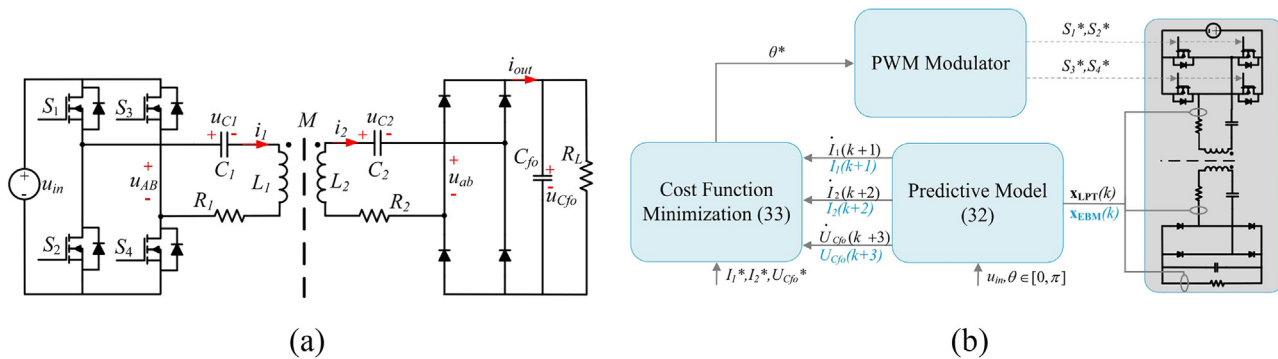 S1
S3
uin
S2
S4
uAB
uC1
+ -
C1
i1
R1
L1
M
i2
L2
uC2
+ -
C2
R2
+
uab
-
iout
Cfo
+
-
uCfo
RL
(a)
θ*
PWM Modulator
S1*,S2*
S3*,S4*
Cost Function
Minimization (33)
İ1(k+1)
I1(k+1)
İ2(k+2)
I2(k+2)
U̇Cfo(k+3)
UCfo(k+3)
Predictive Model
(32)
xLPT(k)
xEBM(k)
I1*,I2*,UCfo*
uin,θ∈[0,π]
(b)